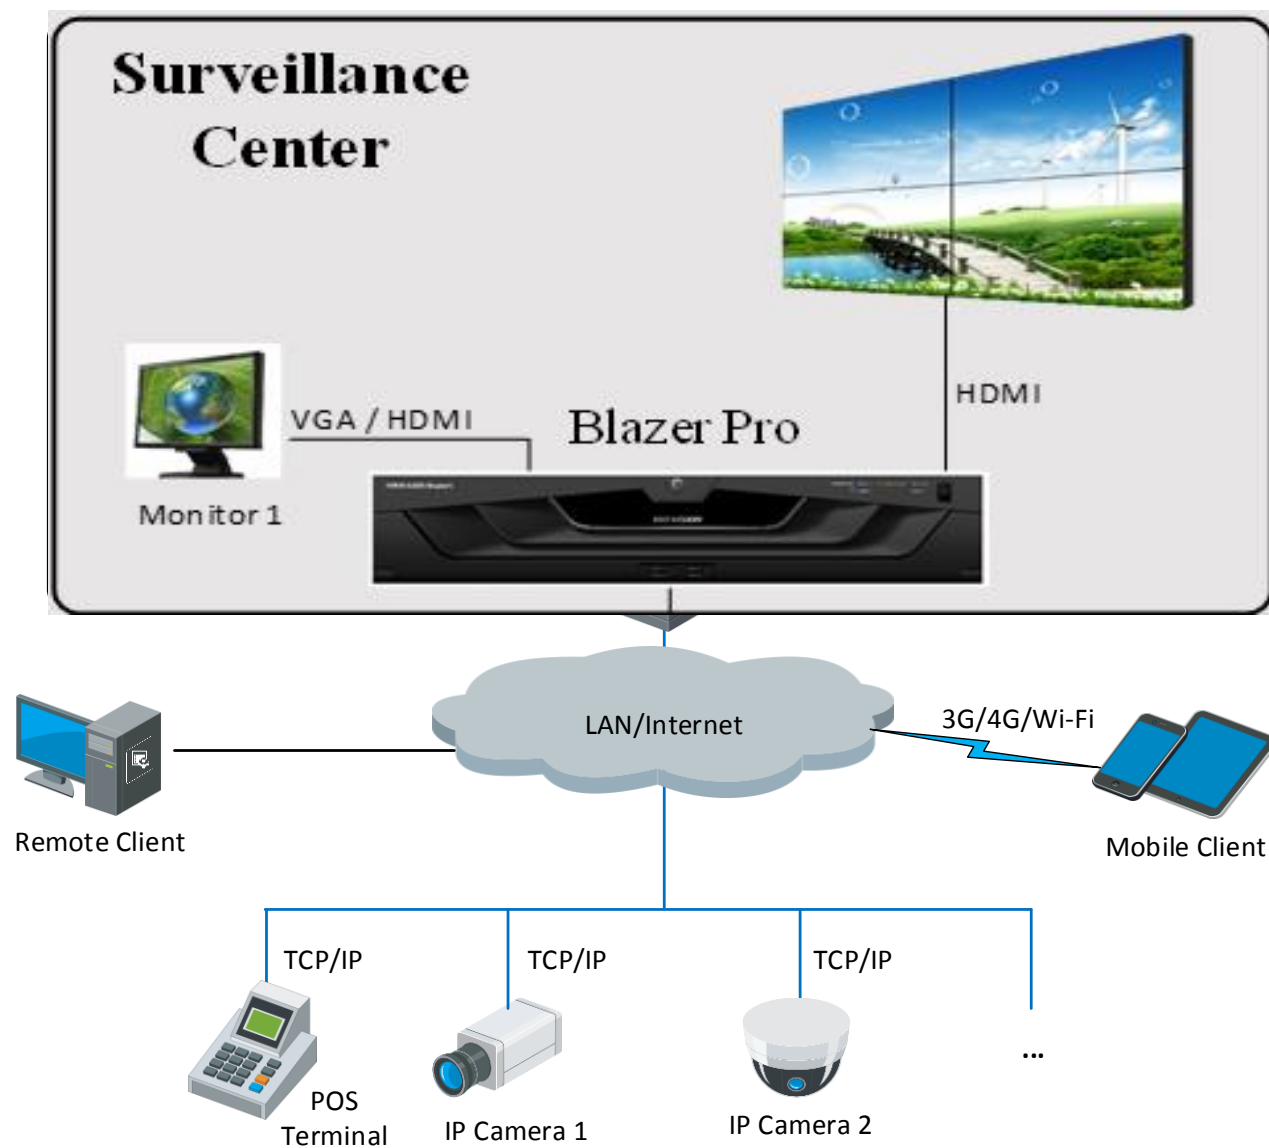 Surveillance
Center
HDMI
VGA / HDMI
Blazer Pro
Monitor 1
LAN/Internet
3G/4G/Wi-Fi
Remote Client
Mobile Client
TCP/IP
TCP/IP
TCP/IP
...
POS
Terminal
IP Camera 1
IP Camera 2